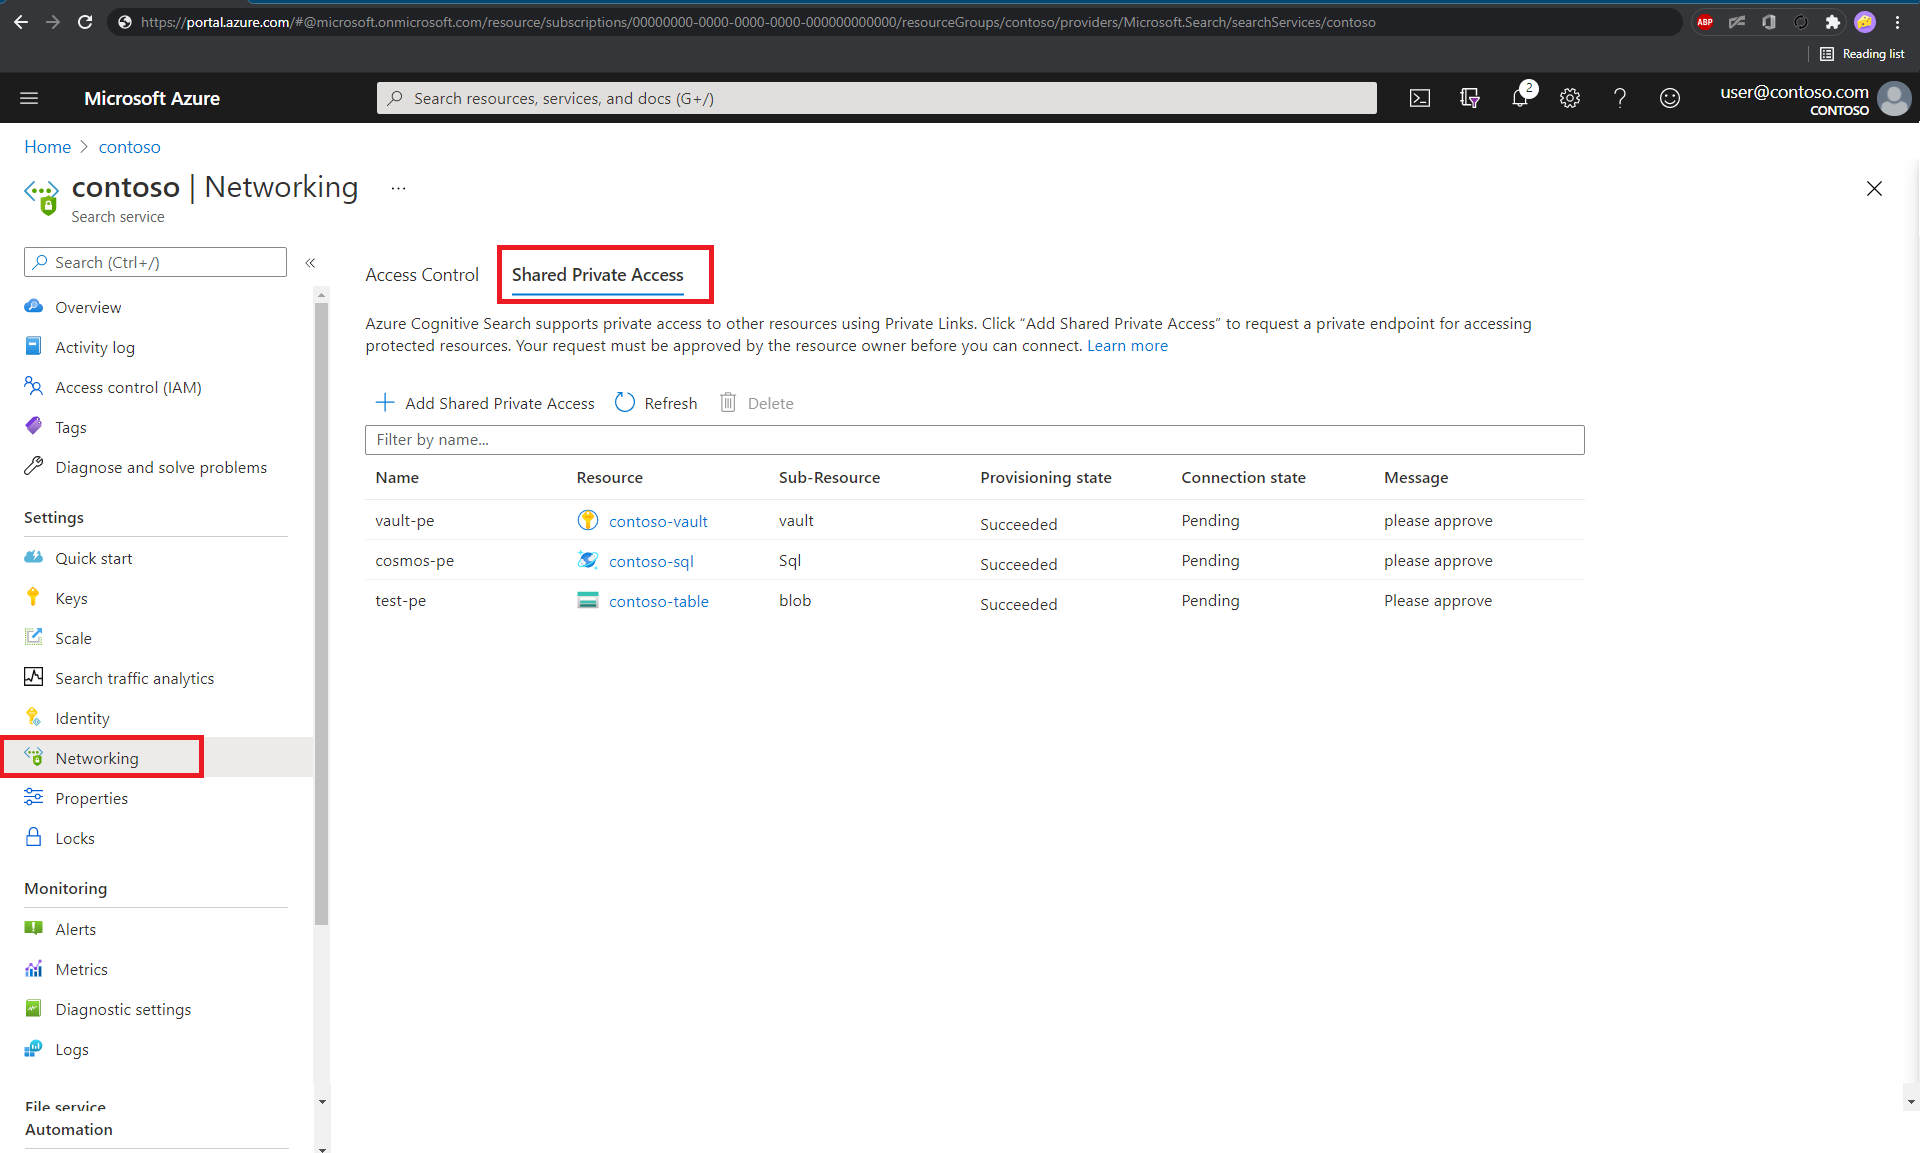 https://portal.azure.com/#@microsoft.onmicrosoft.com/resource/subscriptions/00000000-0000-0000-0000-000000000000/resourceGroups/contoso/providers/Microsoft.Search/searchServices/contoso
ABP
Reading list
Microsoft Azure
Search resources, services, and docs (G+/)
2
user@contoso.com
CONTOSO
Home > contoso
contoso | Networking ...
Search service
Search (Ctrl+/)
«
Overview
Activity log
Access control (IAM)
Tags
Diagnose and solve problems
Settings
Quick start
Keys
Scale
Search traffic analytics
Identity
Networking
Properties
Locks
Monitoring
Alerts
Metrics
Diagnostic settings
Logs
File service
Automation
Access Control
Shared Private Access
Azure Cognitive Search supports private access to other resources using Private Links. Click “Add Shared Private Access” to request a private endpoint for accessing
protected resources. Your request must be approved by the resource owner before you can connect. Learn more
Add Shared Private Access Refresh Delete
Filter by name...
Name Resource Sub-Resource Provisioning state Connection state Message
vault-pe contoso-vault vault Succeeded Pending please approve
cosmos-pe contoso-sql Sql Succeeded Pending please approve
test-pe contoso-table blob Succeeded Pending Please approve